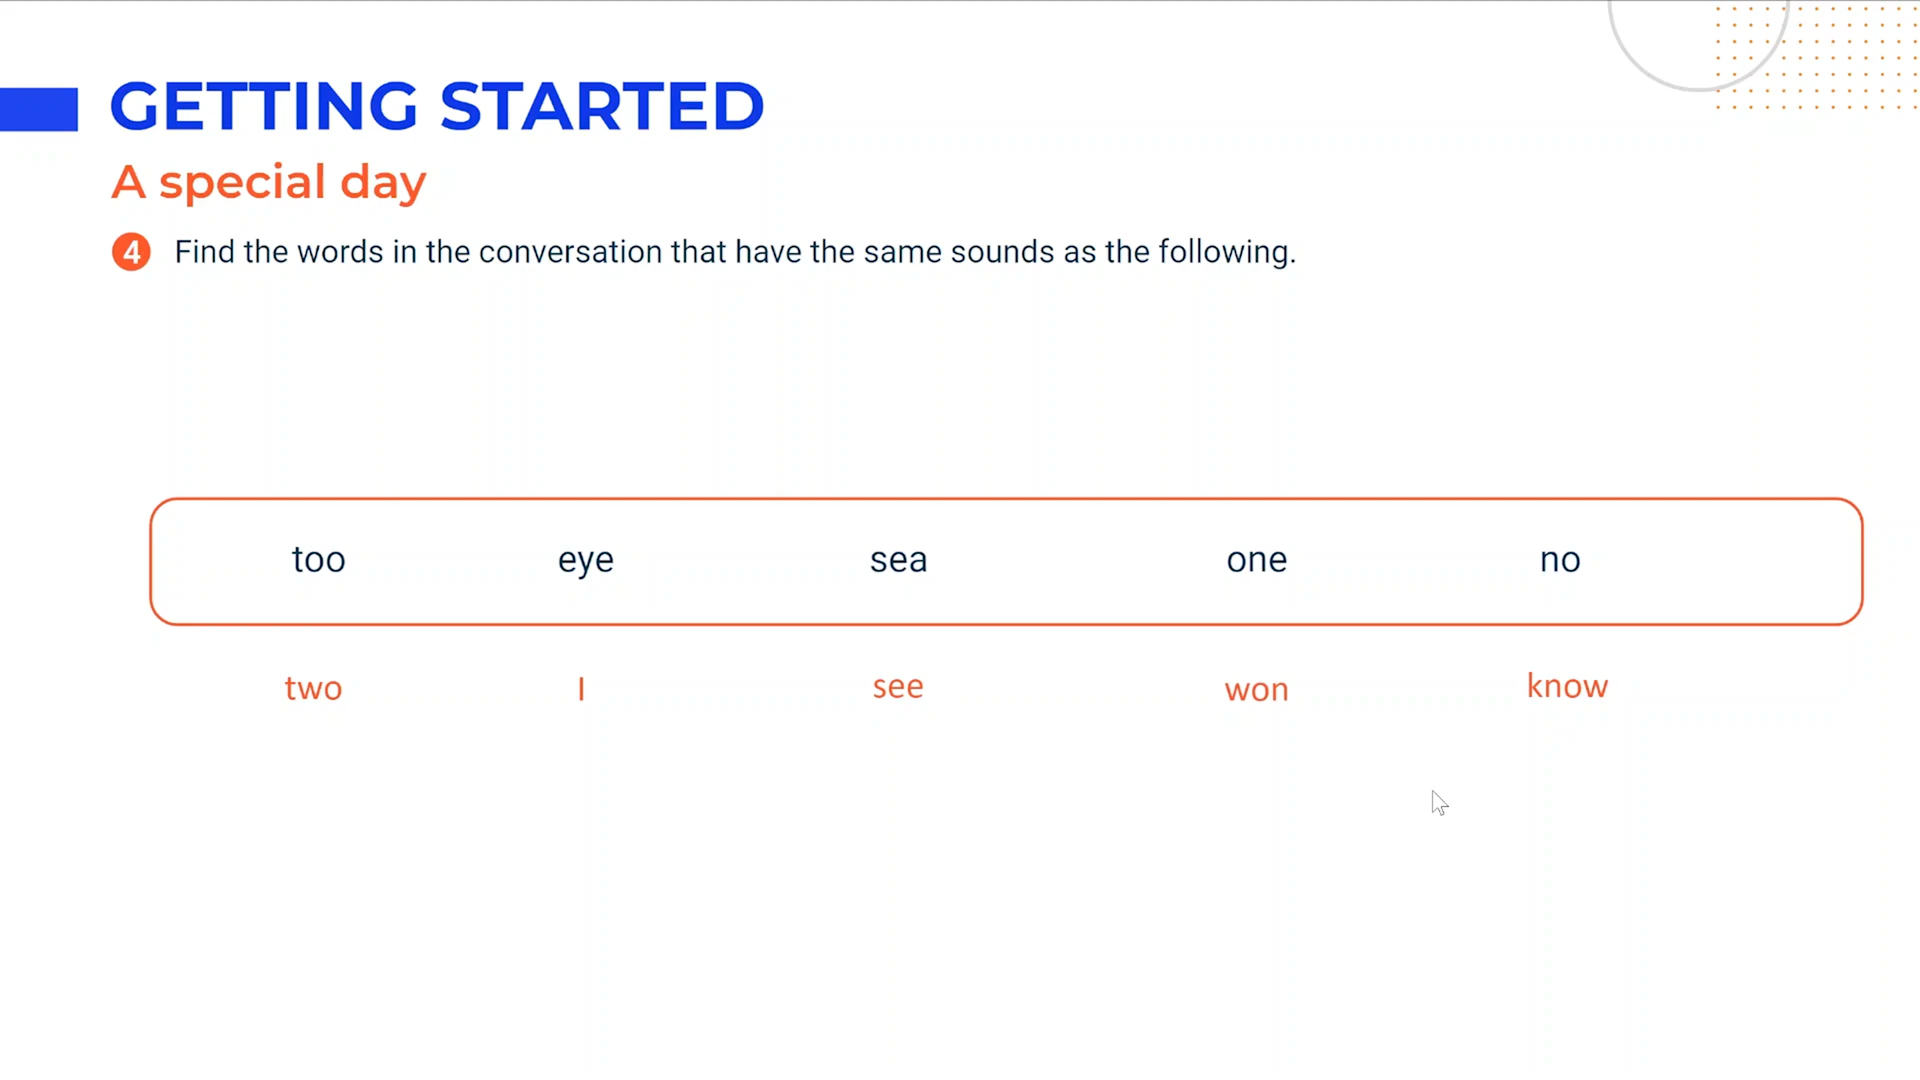 GETTING STARTED
A special day
4 Find the words in the conversation that have the same sounds as the following.
too eye sea one no
two I see won know